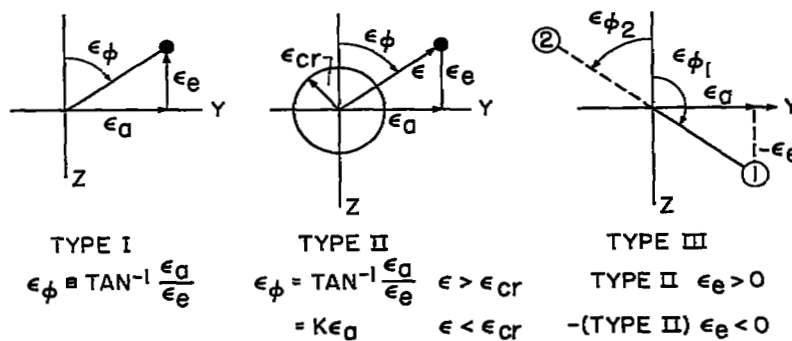 ϵϕ ϵe ϵa Y Z
ϵcr ϵϕ ϵ ϵe ϵa Y Z
② ϵϕ2 ϵϕ1 ϵa Y -ϵe ① Z
TYPE I TYPE II TYPE III
ϵϕ ≡ TAN⁻¹ ϵa/ϵe ϵϕ = TAN⁻¹ ϵa/ϵe ϵ > ϵcr TYPE II ϵe > 0
= Kϵa ϵ < ϵcr -(TYPE II) ϵe < 0